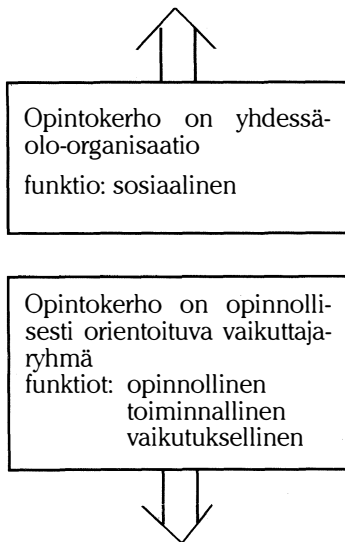 Opintokerho on yhdessä-
olo-organisaatio
funktio: sosiaalinen
Opintokerho on opinnolli-
sesti orientoituva vaikuttaja-
ryhmä
funktiot: opinnollinen
toiminnallinen
vaikutuksellinen